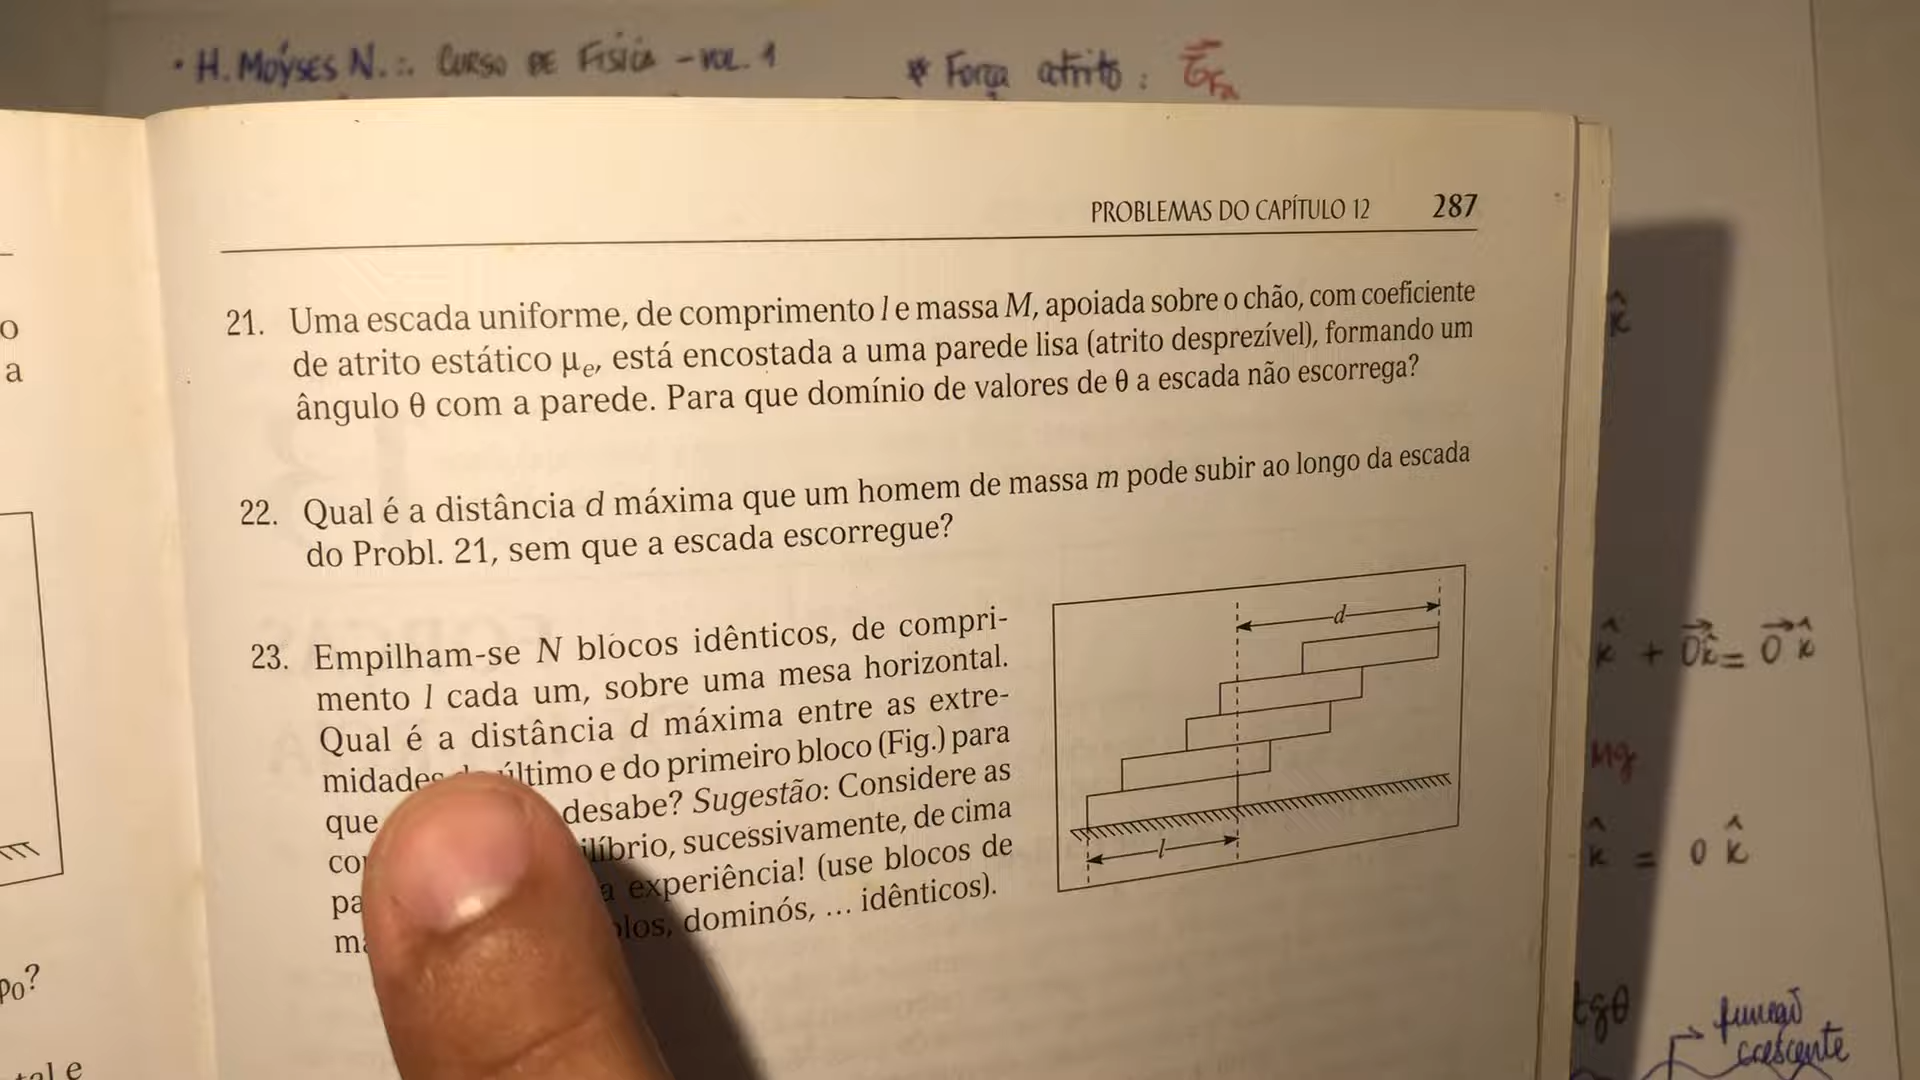 • H. MOYSES N. :. CURSO DE FÍSICA - VOL. 1
* Força atrito :
PROBLEMAS DO CAPÍTULO 12 287
21. Uma escada uniforme, de comprimento l e massa M, apoiada sobre o chão, com coeficiente
de atrito estático μe, está encostada a uma parede lisa (atrito desprezível), formando um
ângulo θ com a parede. Para que domínio de valores de θ a escada não escorrega?
22. Qual é a distância d máxima que um homem de massa m pode subir ao longo da escada
do Probl. 21, sem que a escada escorregue?
23. Empilham-se N blocos idênticos, de compri-
mento l cada um, sobre uma mesa horizontal.
Qual é a distância d máxima entre as extre-
midades último e do primeiro bloco (Fig.) para
que desabe? Sugestão: Considere as
sucessivamente, de cima
experiência! (use blocos de
dominós, ... idênticos).
d
l
o
a
po?
tal e
k̂
k̂ + 0⃗k̂ = 0⃗ k̂
Mg
k̂ = 0 k̂
tgθ
função
crescente